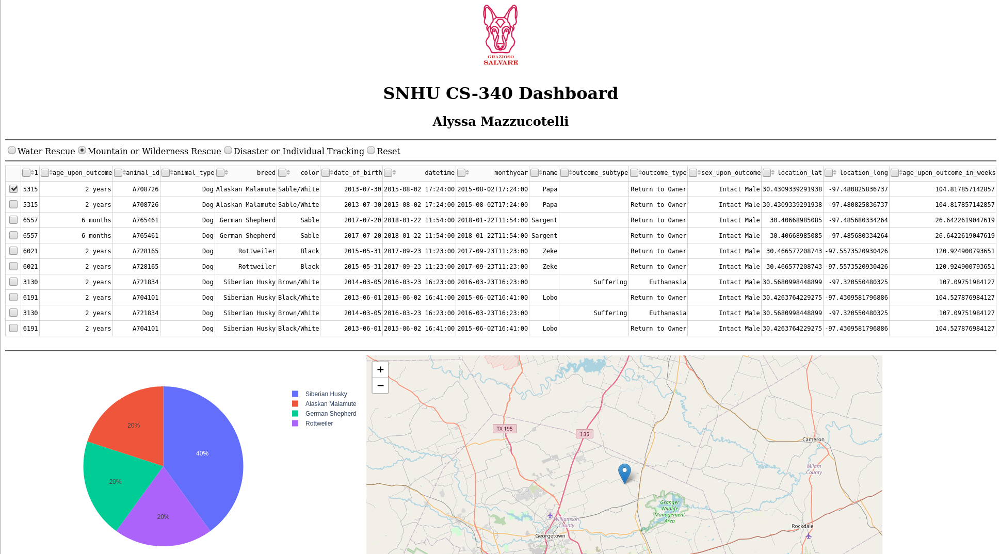 GRAZIOSO
SALVARE
SNHU CS-340 Dashboard
Alyssa Mazzucotelli
Water Rescue Mountain or Wilderness Rescue Disaster or Individual Tracking Reset
1 age_upon_outcome animal_id animal_type breed color date_of_birth datetime monthyear name outcome_subtype outcome_type sex_upon_outcome location_lat location_long age_upon_outcome_in_weeks
5315 2 years A708726 Dog Alaskan Malamute Sable/White 2013-07-30 2015-08-02 17:24:00 2015-08-02T17:24:00 Papa Return to Owner Intact Male 30.4309339291938 -97.480825836737 104.817857142857
5315 2 years A708726 Dog Alaskan Malamute Sable/White 2013-07-30 2015-08-02 17:24:00 2015-08-02T17:24:00 Papa Return to Owner Intact Male 30.4309339291938 -97.480825836737 104.817857142857
6557 6 months A765461 Dog German Shepherd Sable 2017-07-20 2018-01-22 11:54:00 2018-01-22T11:54:00 Sargent Return to Owner Intact Male 30.40668985085 -97.485680334264 26.6422619047619
6557 6 months A765461 Dog German Shepherd Sable 2017-07-20 2018-01-22 11:54:00 2018-01-22T11:54:00 Sargent Return to Owner Intact Male 30.40668985085 -97.485680334264 26.6422619047619
6021 2 years A728165 Dog Rottweiler Black 2015-05-31 2017-09-23 11:23:00 2017-09-23T11:23:00 Zeke Return to Owner Intact Male 30.466577208743 -97.5573520930426 120.924900793651
6021 2 years A728165 Dog Rottweiler Black 2015-05-31 2017-09-23 11:23:00 2017-09-23T11:23:00 Zeke Return to Owner Intact Male 30.466577208743 -97.5573520930426 120.924900793651
3130 2 years A721834 Dog Siberian Husky Brown/White 2014-03-05 2016-03-23 16:23:00 2016-03-23T16:23:00 Suffering Euthanasia Intact Male 30.5680998448899 -97.320550480325 107.09751984127
6191 2 years A704101 Dog Siberian Husky Black/White 2013-06-01 2015-06-02 16:41:00 2015-06-02T16:41:00 Lobo Return to Owner Intact Male 30.4263764229275 -97.4309581796886 104.527876984127
3130 2 years A721834 Dog Siberian Husky Brown/White 2014-03-05 2016-03-23 16:23:00 2016-03-23T16:23:00 Suffering Euthanasia Intact Male 30.5680998448899 -97.320550480325 107.09751984127
6191 2 years A704101 Dog Siberian Husky Black/White 2013-06-01 2015-06-02 16:41:00 2015-06-02T16:41:00 Lobo Return to Owner Intact Male 30.4263764229275 -97.4309581796886 104.527876984127
20%
40%
20%
20%
Siberian Husky
Alaskan Malamute
German Shepherd
Rottweiler
+
−
TX 195
I 35
Cameron
Milam
County
Granger
Wildlife
Management
Area
Williamson
County
Rockdale
Georgetown